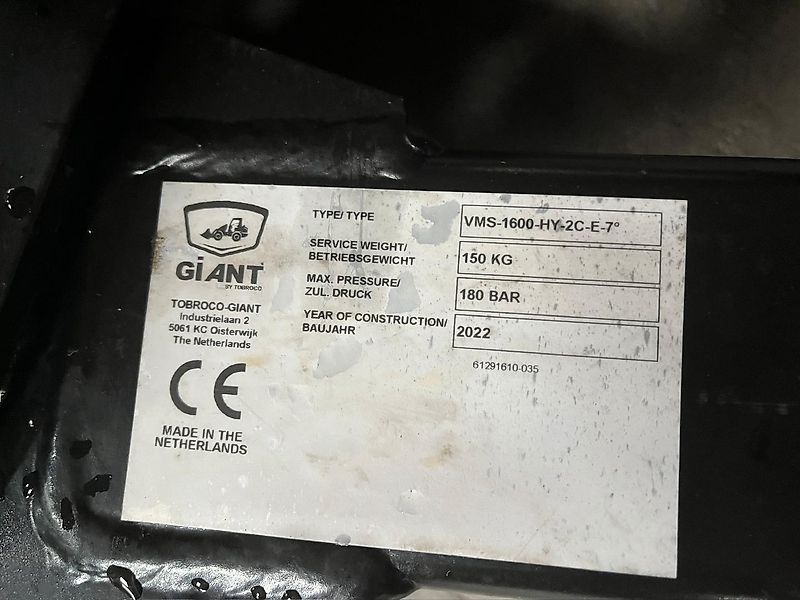 GiANT
BY TOBROCO
TOBROCO-GIANT
Industrielaan 2
5061 KC Oisterwijk
The Netherlands
CE
MADE IN THE
NETHERLANDS
TYPE/ TYPE
VMS-1600-HY-2C-E-7°
SERVICE WEIGHT/
BETRIEBSGEWICHT
150 KG
MAX. PRESSURE/
ZUL. DRUCK
180 BAR
YEAR OF CONSTRUCTION/
BAUJAHR
2022
61291610-035